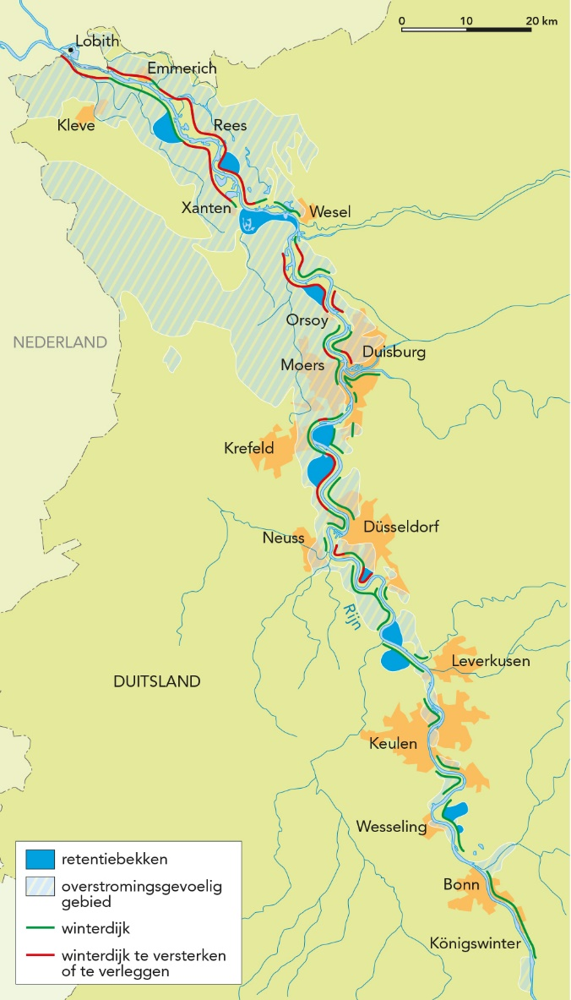 0 10 20 km
Lobith
Emmerich
Kleve
Rees
Xanten
Wesel
Orsoy
NEDERLAND
Duisburg
Moers
Krefeld
Düsseldorf
Neuss
Rijn
Leverkusen
DUITSLAND
Keulen
Wesseling
Bonn
Königswinter
retentiebekken
overstromingsgevoelig
gebied
winterdijk
winterdijk te versterken
of te verleggen